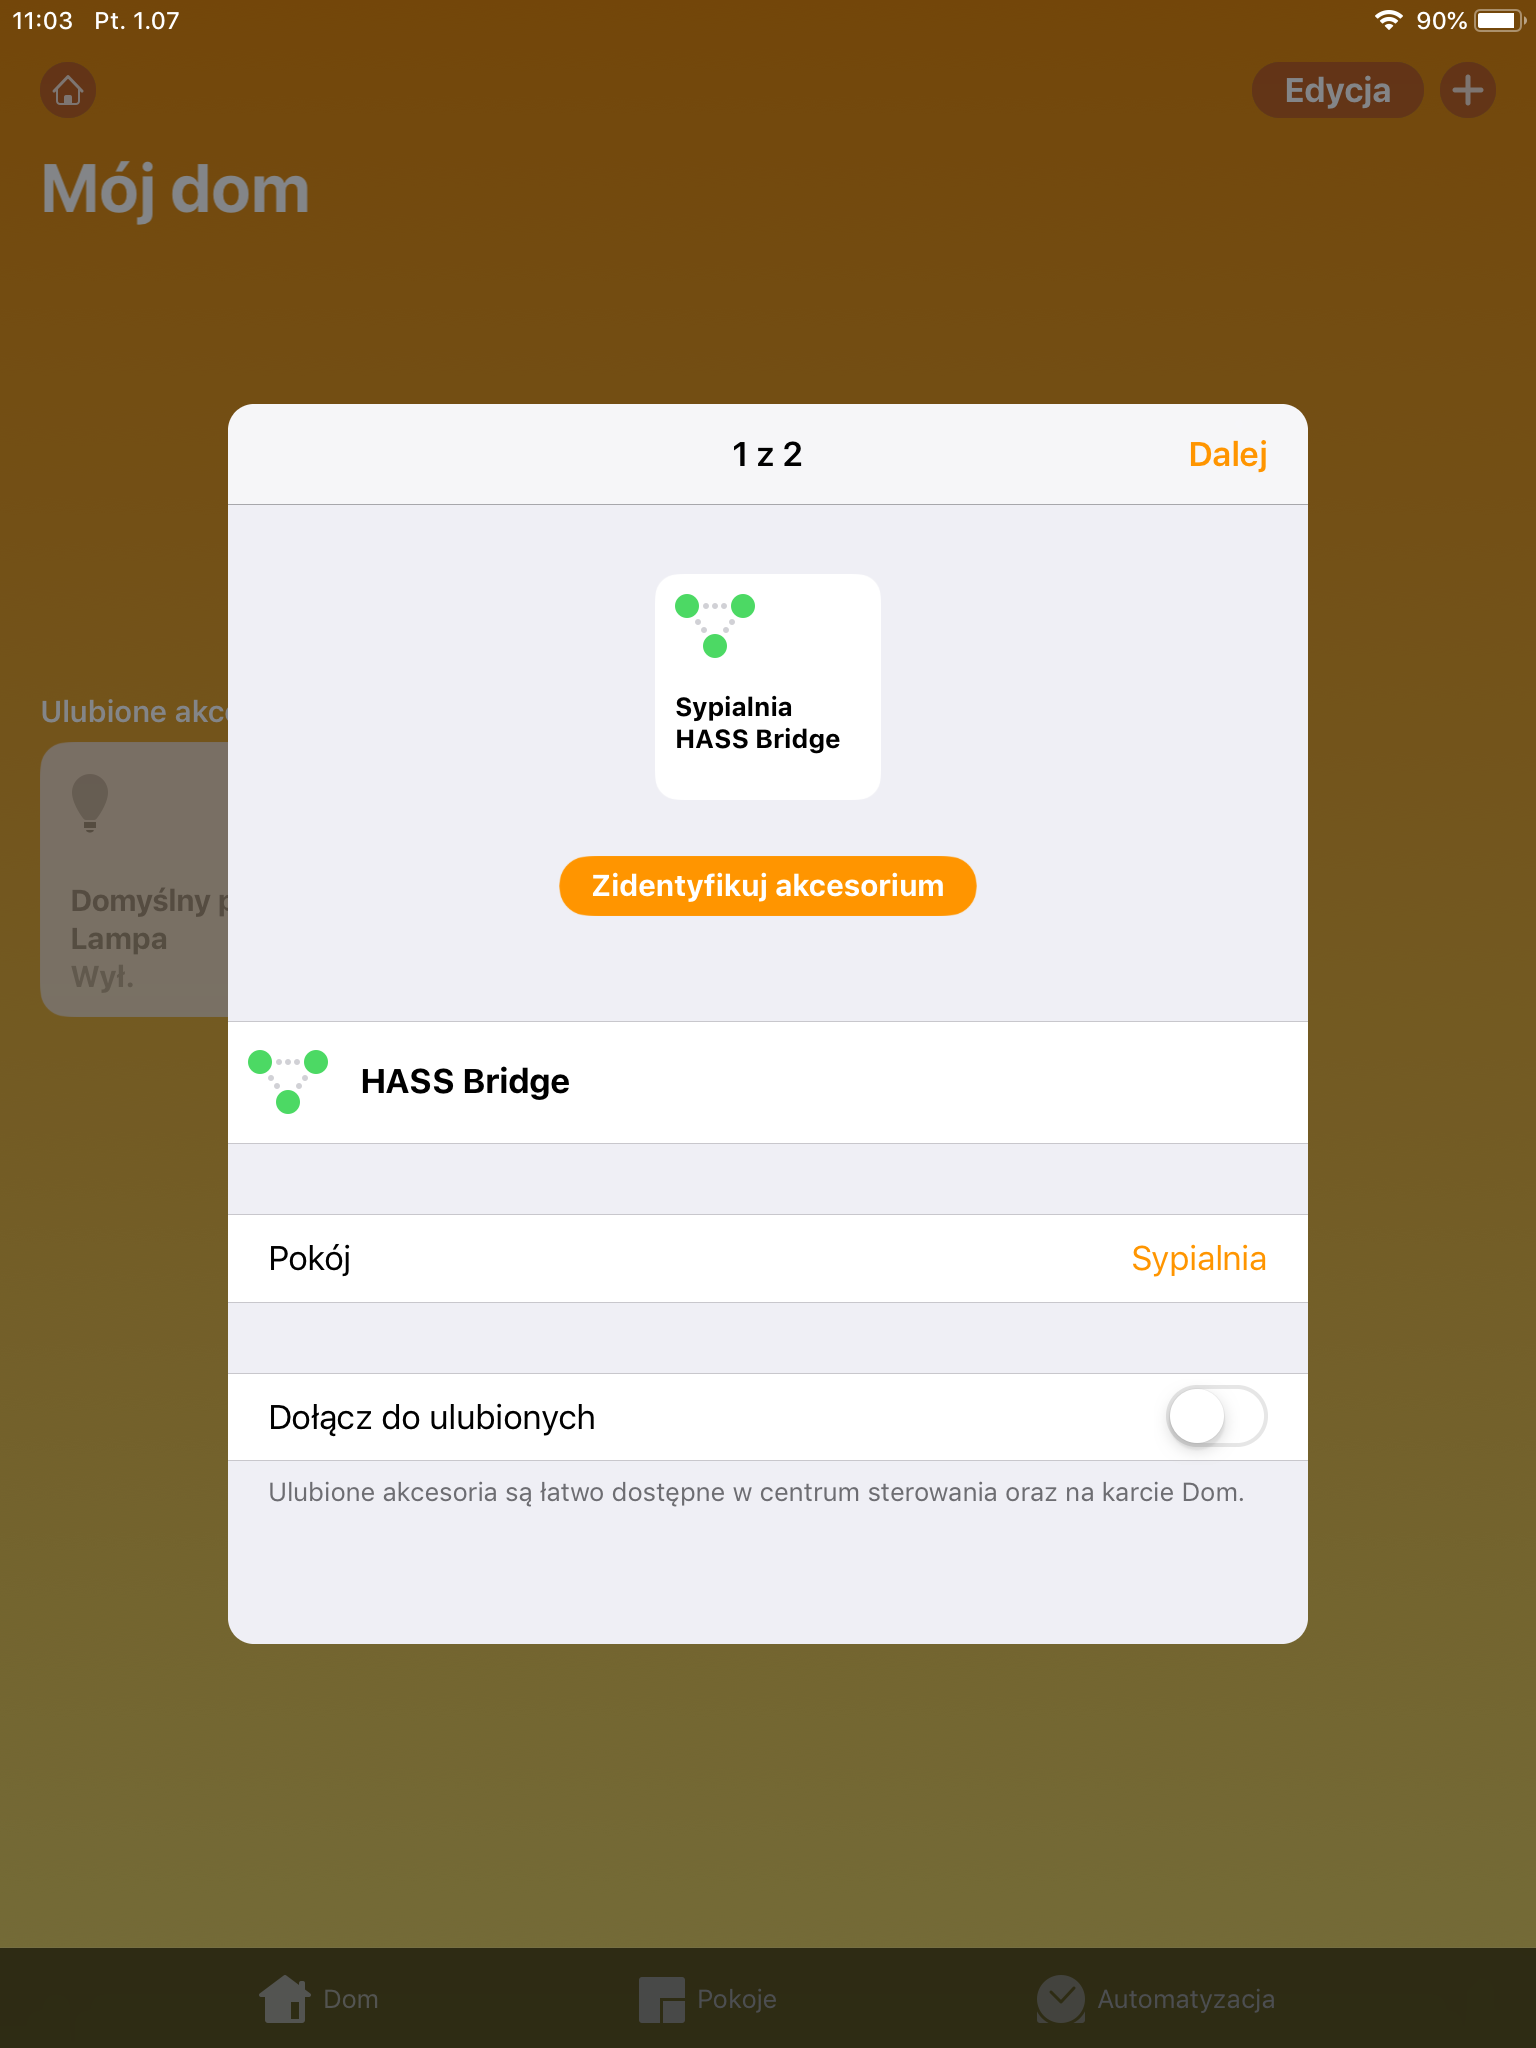 11:03 Pt. 1.07 90%
Edycja
Mój dom
1 z 2 Dalej
Sypialnia
HASS Bridge
Ulubione akc
Zidentyfikuj akcesorium
Domyślny
Lampa
Wył.
HASS Bridge
Pokój Sypialnia
Dołącz do ulubionych
Ulubione akcesoria są łatwo dostępne w centrum sterowania oraz na karcie Dom.
Dom Pokoje Automatyzacja